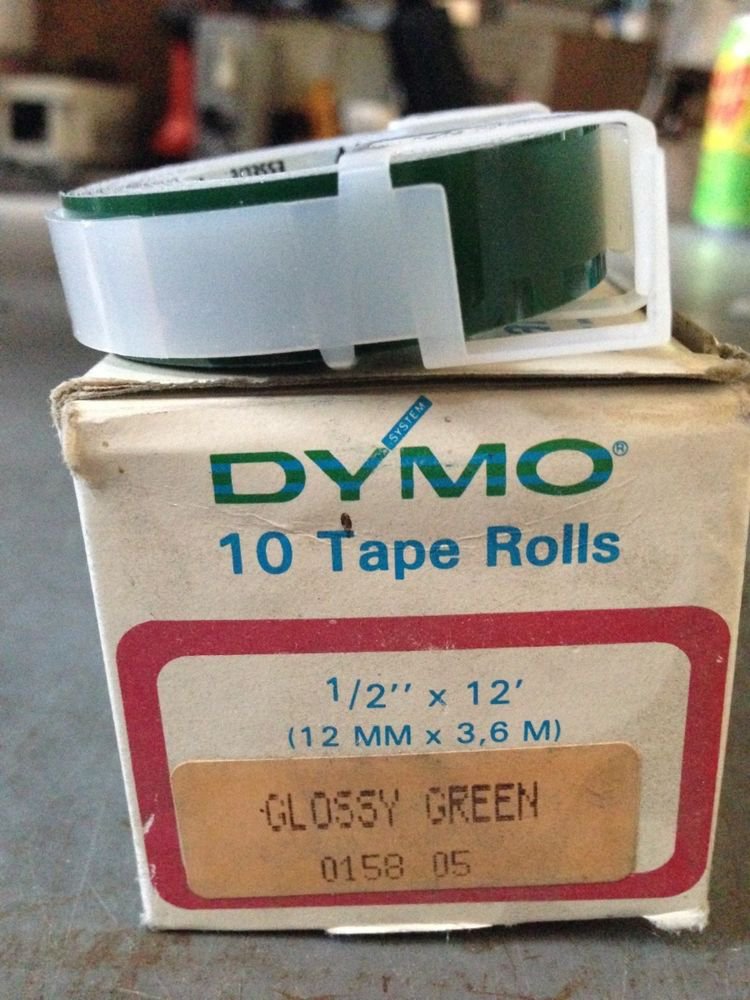 SYSTEM
DYMO®
10 Tape Rolls
1/2'' x 12'
(12 MM x 3,6 M)
GLOSSY GREEN
0158 05